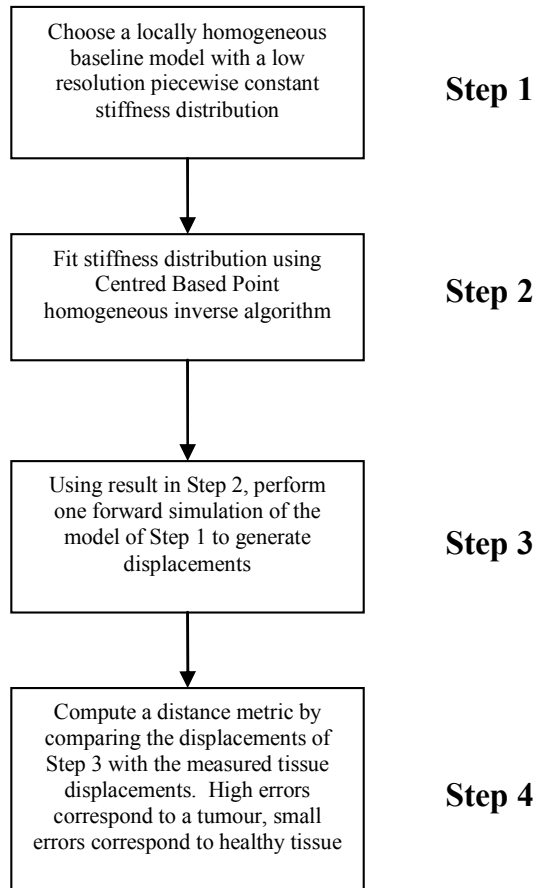 Choose a locally homogeneous
baseline model with a low
resolution piecewise constant
stiffness distribution
Step 1
Fit stiffness distribution using
Centred Based Point
homogeneous inverse algorithm
Step 2
Using result in Step 2, perform
one forward simulation of the
model of Step 1 to generate
displacements
Step 3
Compute a distance metric by
comparing the displacements of
Step 3 with the measured tissue
displacements.  High errors
correspond to a tumour, small
errors correspond to healthy tissue
Step 4